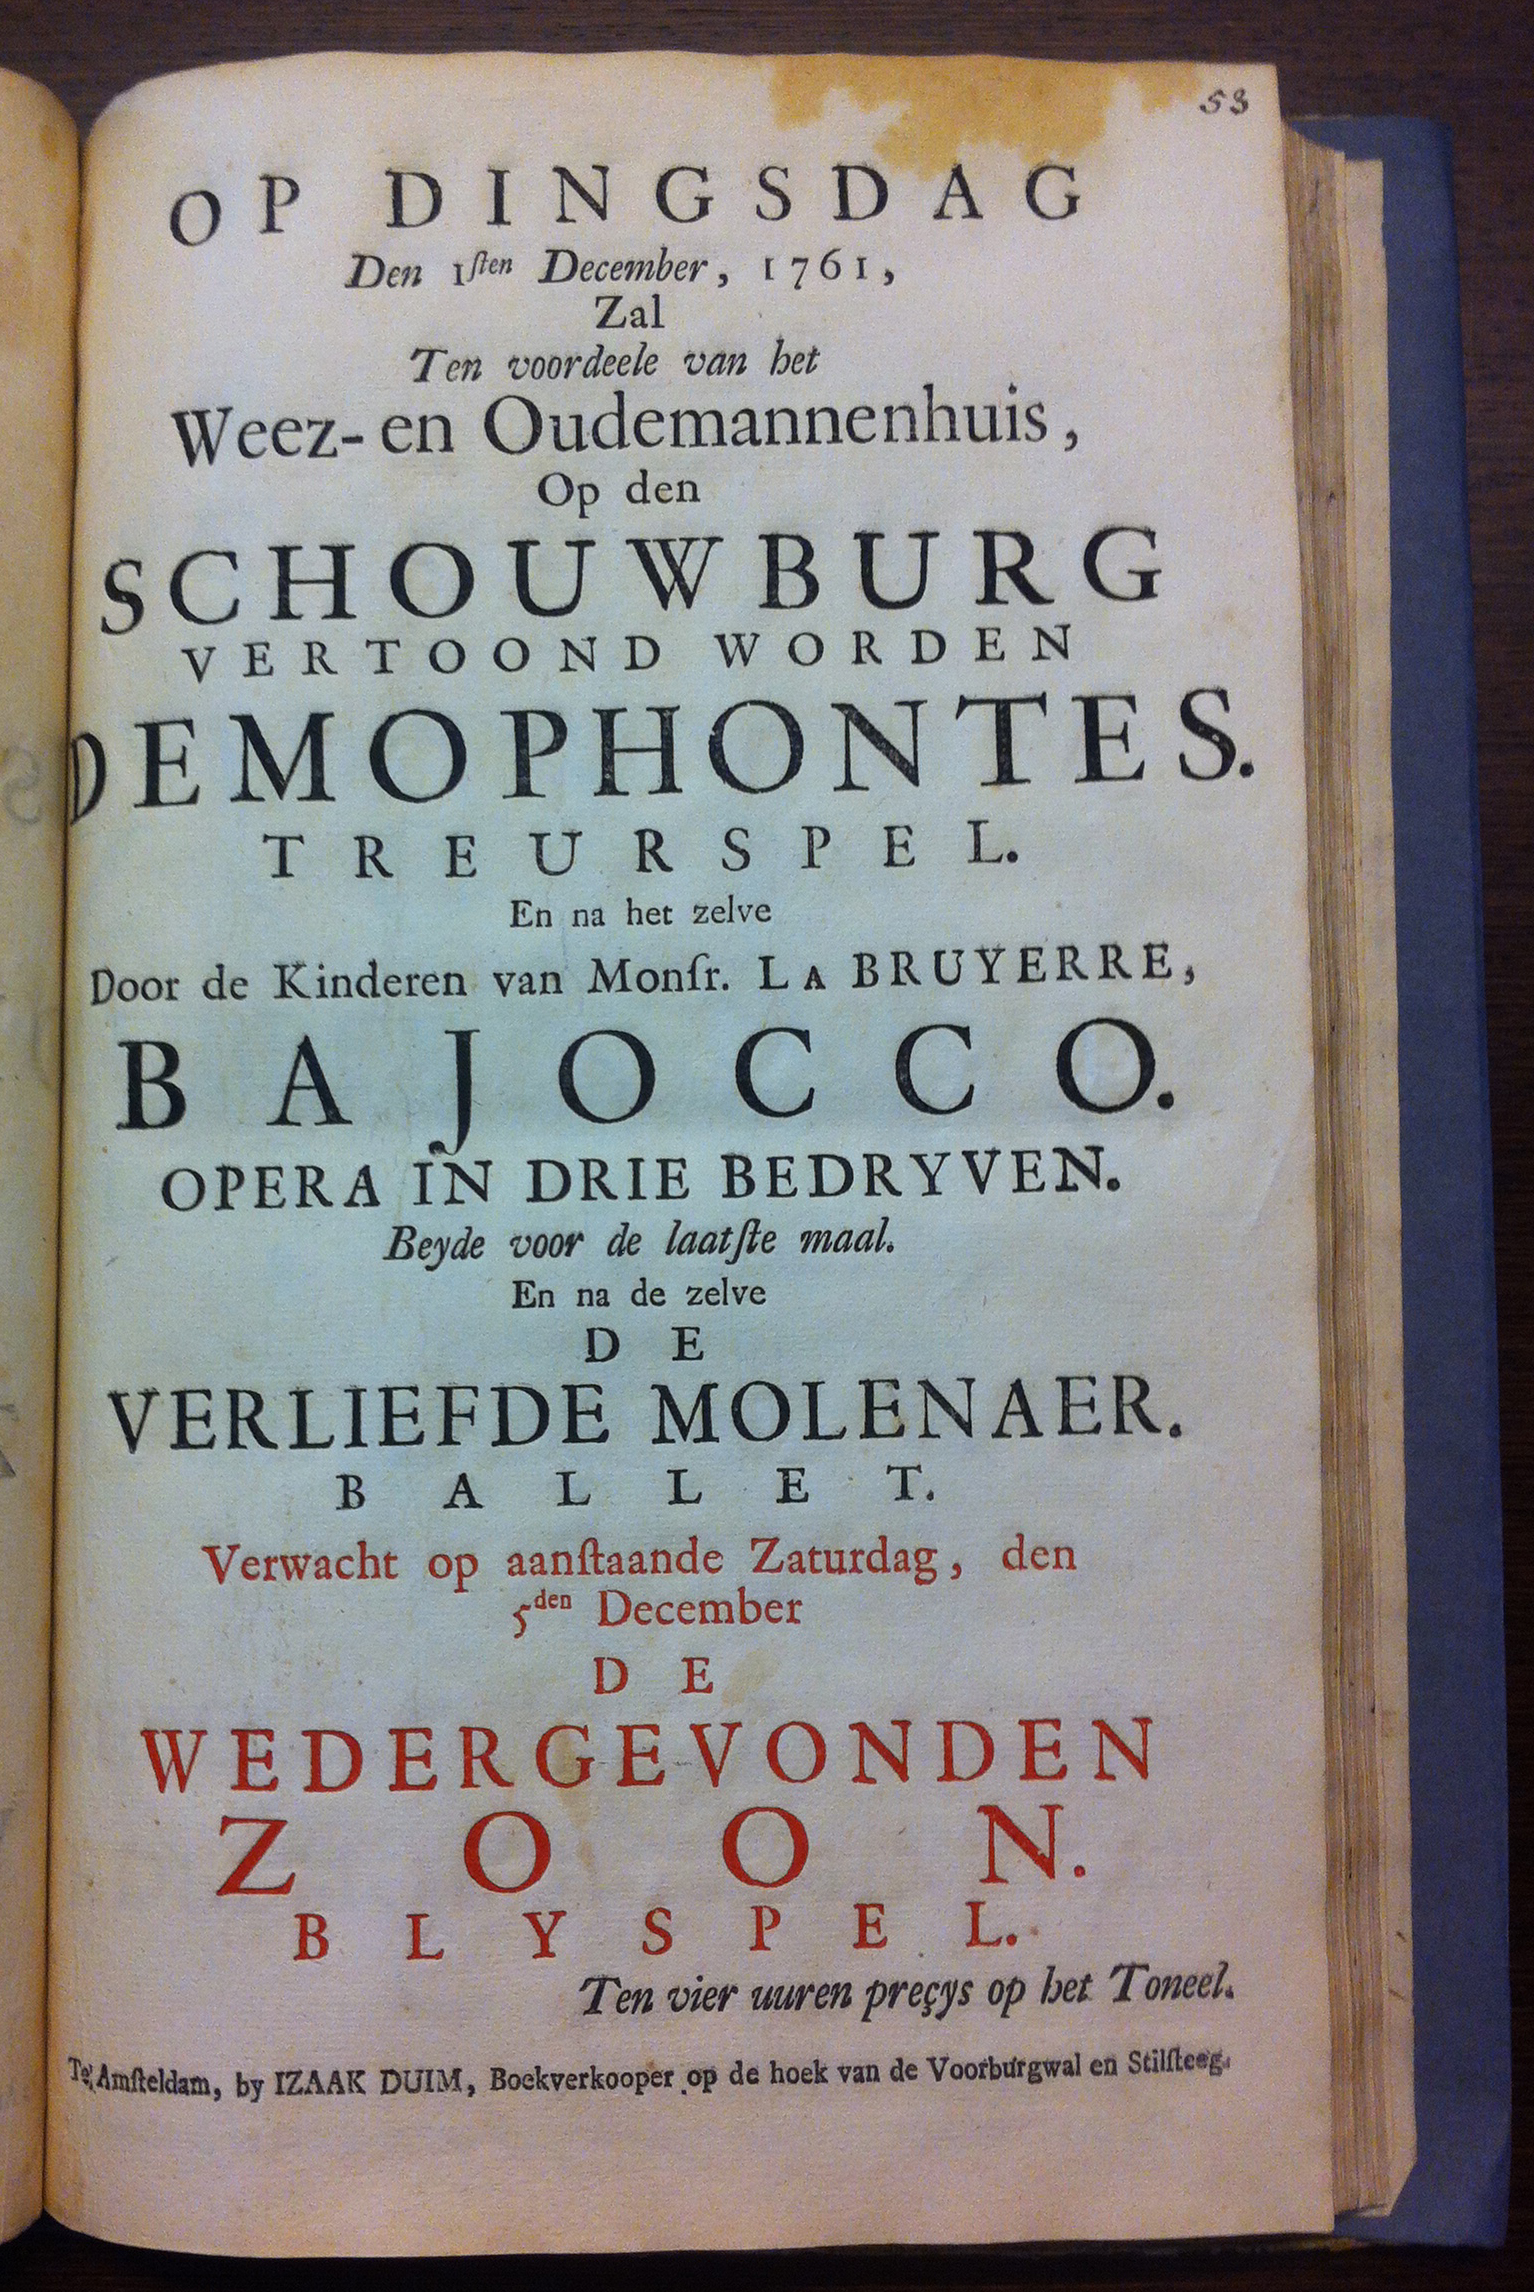 53
OP DINGSDAG
Den 1ſten December, 1761,
Zal
Ten voordeele van het
Weez- en Oudemannenhuis,
Op den
SCHOUWBURG
VERTOOND WORDEN
DEMOPHONTES.
TREURSPEL.
En na het zelve
Door de Kinderen van Monſr. LA BRUYERRE,
BAJOCCO.
OPERA IN DRIE BEDRYVEN.
Beyde voor de laatſte maal.
En na de zelve
DE
VERLIEFDE MOLENAER.
BALLET.
Verwacht op aanſtaande Zaturdag, den
5den December
DE
WEDERGEVONDEN
ZOON.
BLYSPEL.
Ten vier uuren preçys op het Toneel.
Te Amſteldam, by IZAAK DUIM, Boekverkooper op de hoek van de Voorburgwal en Stilſteeg.